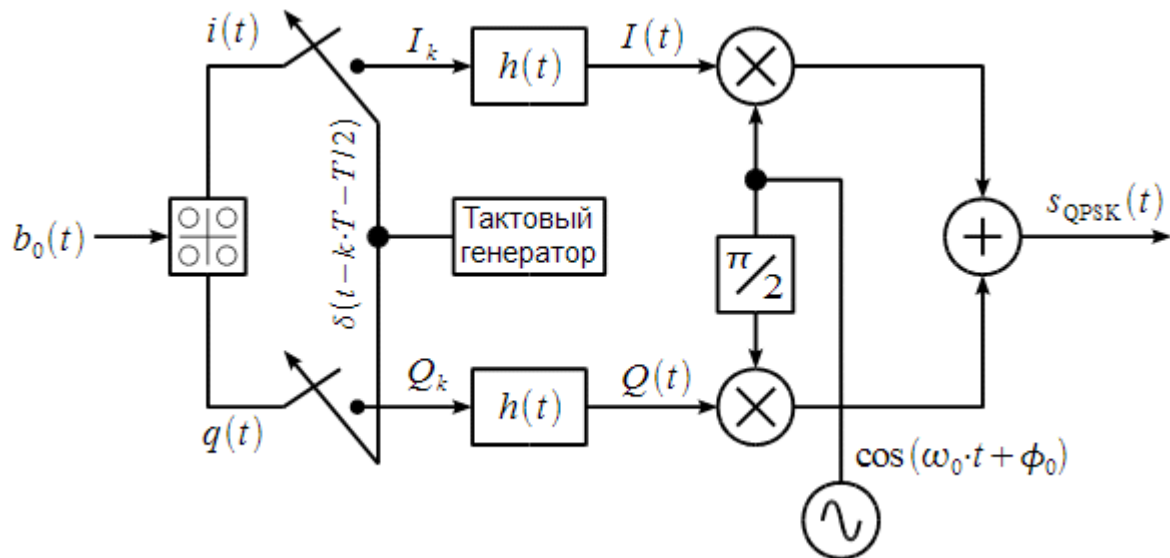 i(t)
I_k
h(t)
I(t)
δ(t−k·T−T/2)
b_0(t)
Тактовый
генератор
π/2
s_QPSK(t)
+
q(t)
Q_k
h(t)
Q(t)
cos(ω_0·t+ϕ_0)